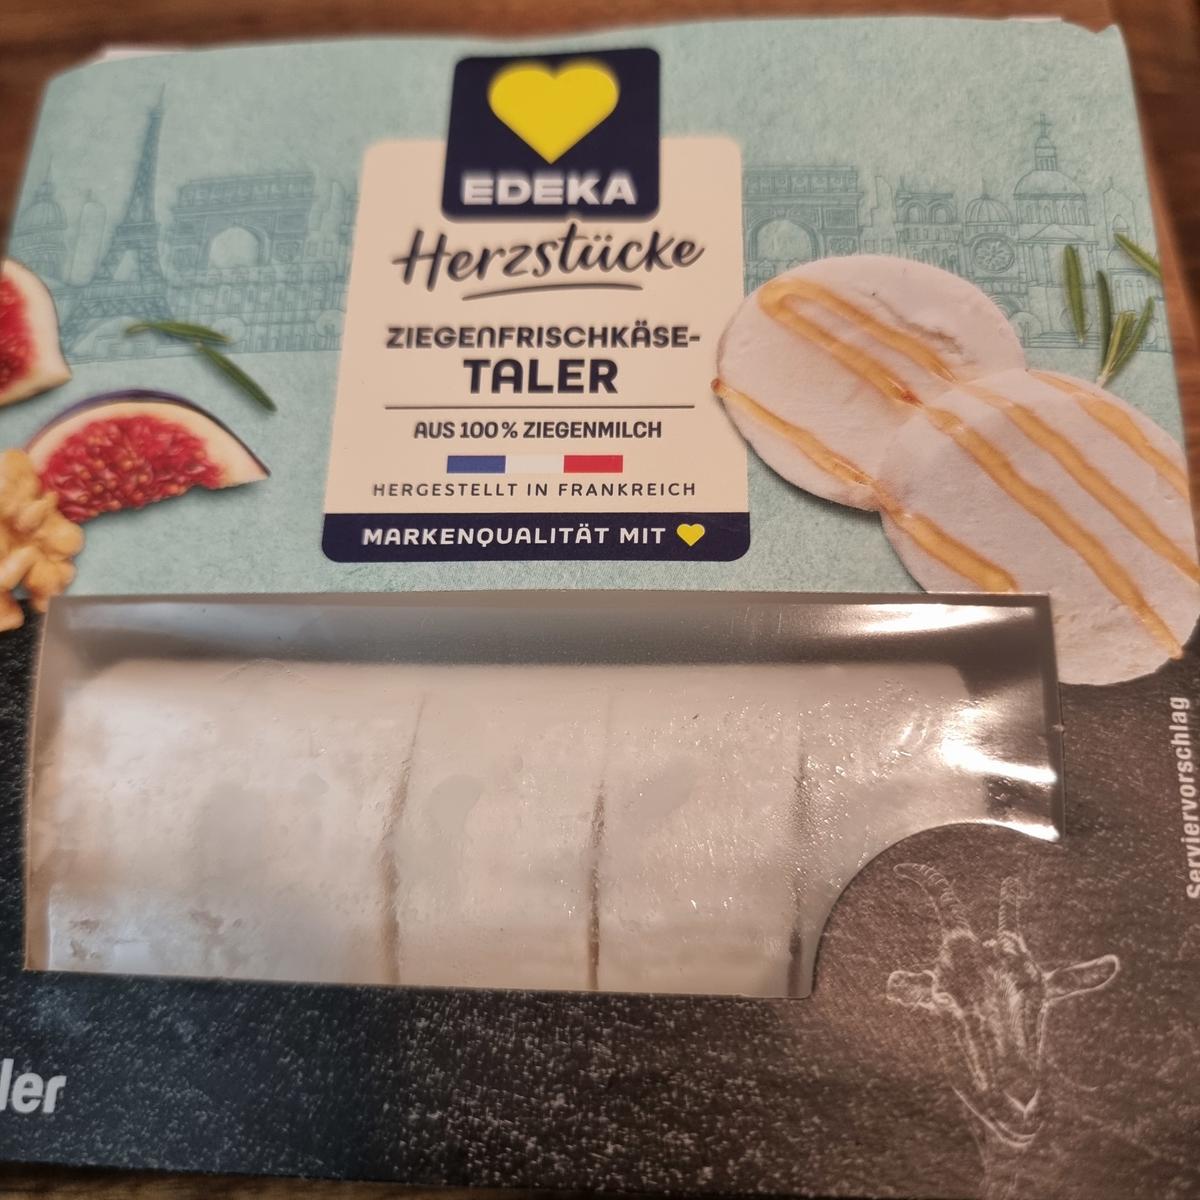 EDEKA
Herzstücke
ZIEGENFRISCHKÄSE-
TALER
AUS 100% ZIEGENMILCH
HERGESTELLT IN FRANKREICH
MARKENQUALITÄT MIT
Serviervorschlag
ler